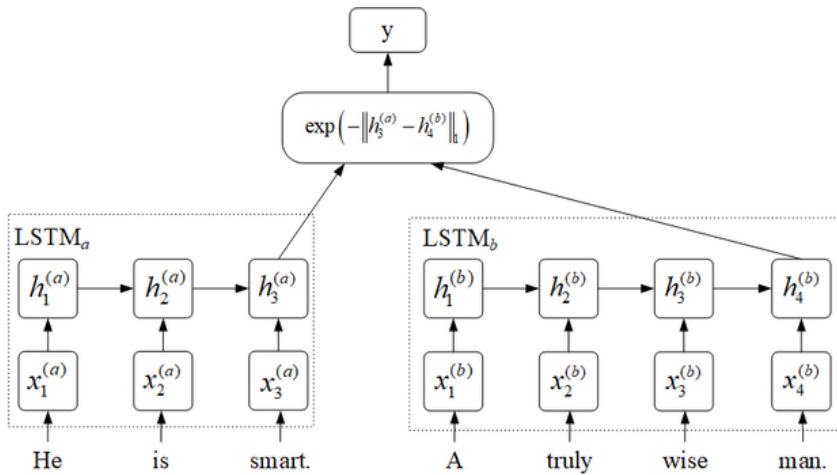 y
exp(−‖h₃⁽ᵃ⁾ − h₄⁽ᵇ⁾‖₁)
LSTMₐ
h₁⁽ᵃ⁾ h₂⁽ᵃ⁾ h₃⁽ᵃ⁾
x₁⁽ᵃ⁾ x₂⁽ᵃ⁾ x₃⁽ᵃ⁾
He is smart.
LSTM_b
h₁⁽ᵇ⁾ h₂⁽ᵇ⁾ h₃⁽ᵇ⁾ h₄⁽ᵇ⁾
x₁⁽ᵇ⁾ x₂⁽ᵇ⁾ x₃⁽ᵇ⁾ x₄⁽ᵇ⁾
A truly wise man.